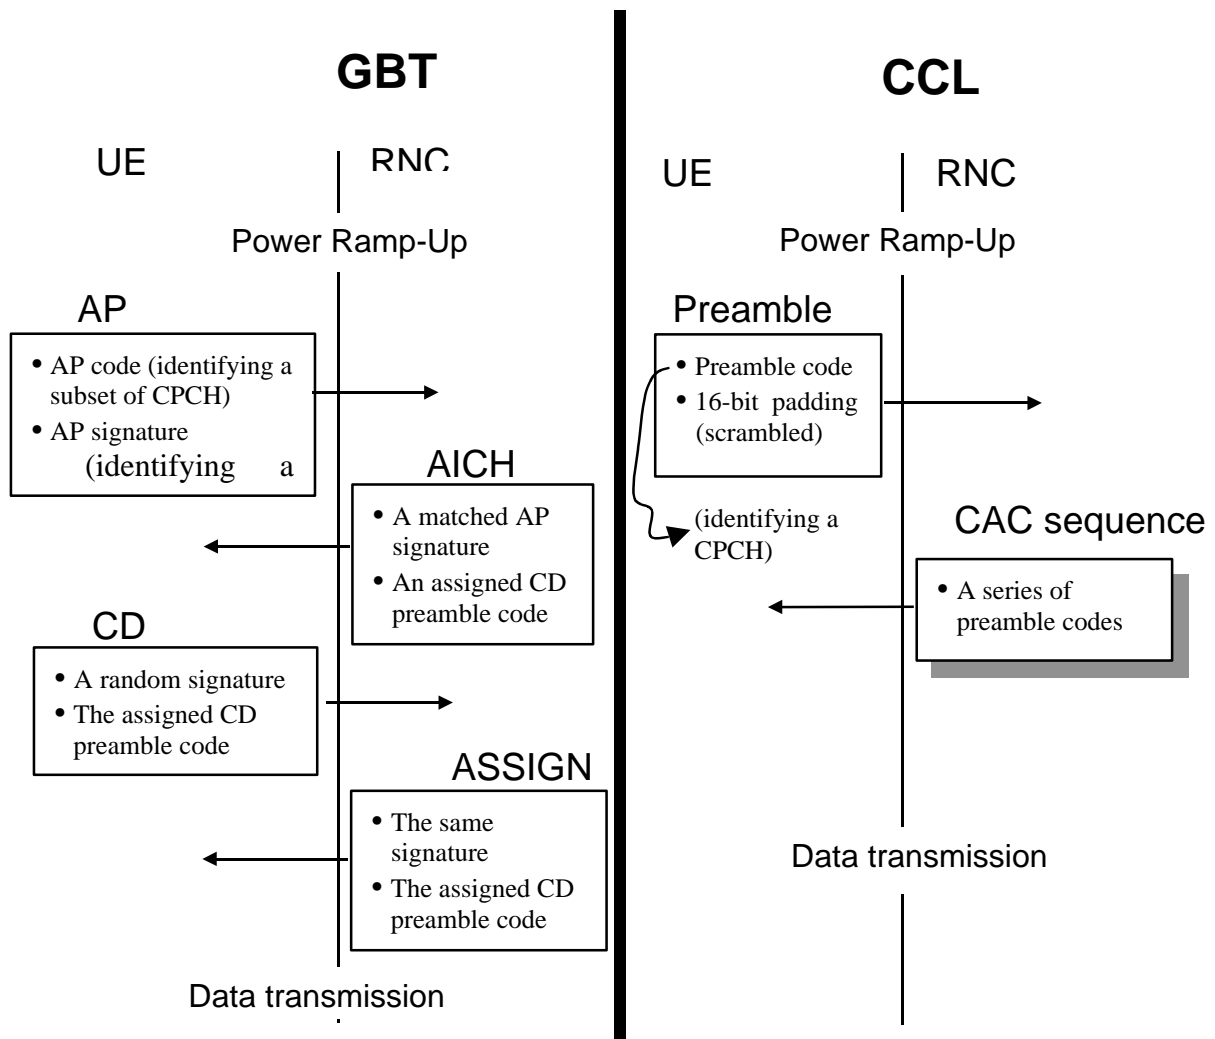 GBT
UE
RNC
Power Ramp-Up
AP
• AP code (identifying a
subset of CPCH)
• AP signature
(identifying a
AICH
• A matched AP
signature
• An assigned CD
preamble code
CD
• A random signature
• The assigned CD
preamble code
ASSIGN
• The same
signature
• The assigned CD
preamble code
Data transmission
CCL
UE
RNC
Power Ramp-Up
Preamble
• Preamble code
• 16-bit padding
(scrambled)
(identifying a
CPCH)
CAC sequence
• A series of
preamble codes
Data transmission